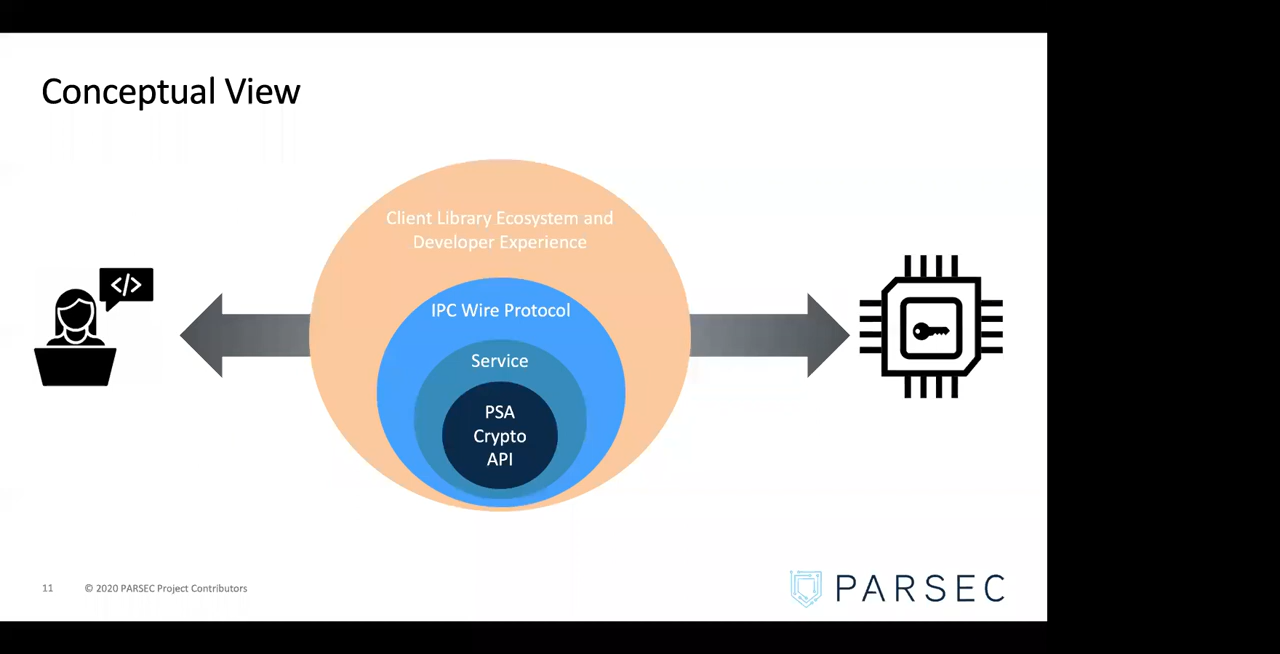 Conceptual View
Client Library Ecosystem and
Developer Experience
</>
IPC Wire Protocol
Service
PSA
Crypto
API
11 © 2020 PARSEC Project Contributors
PARSEC